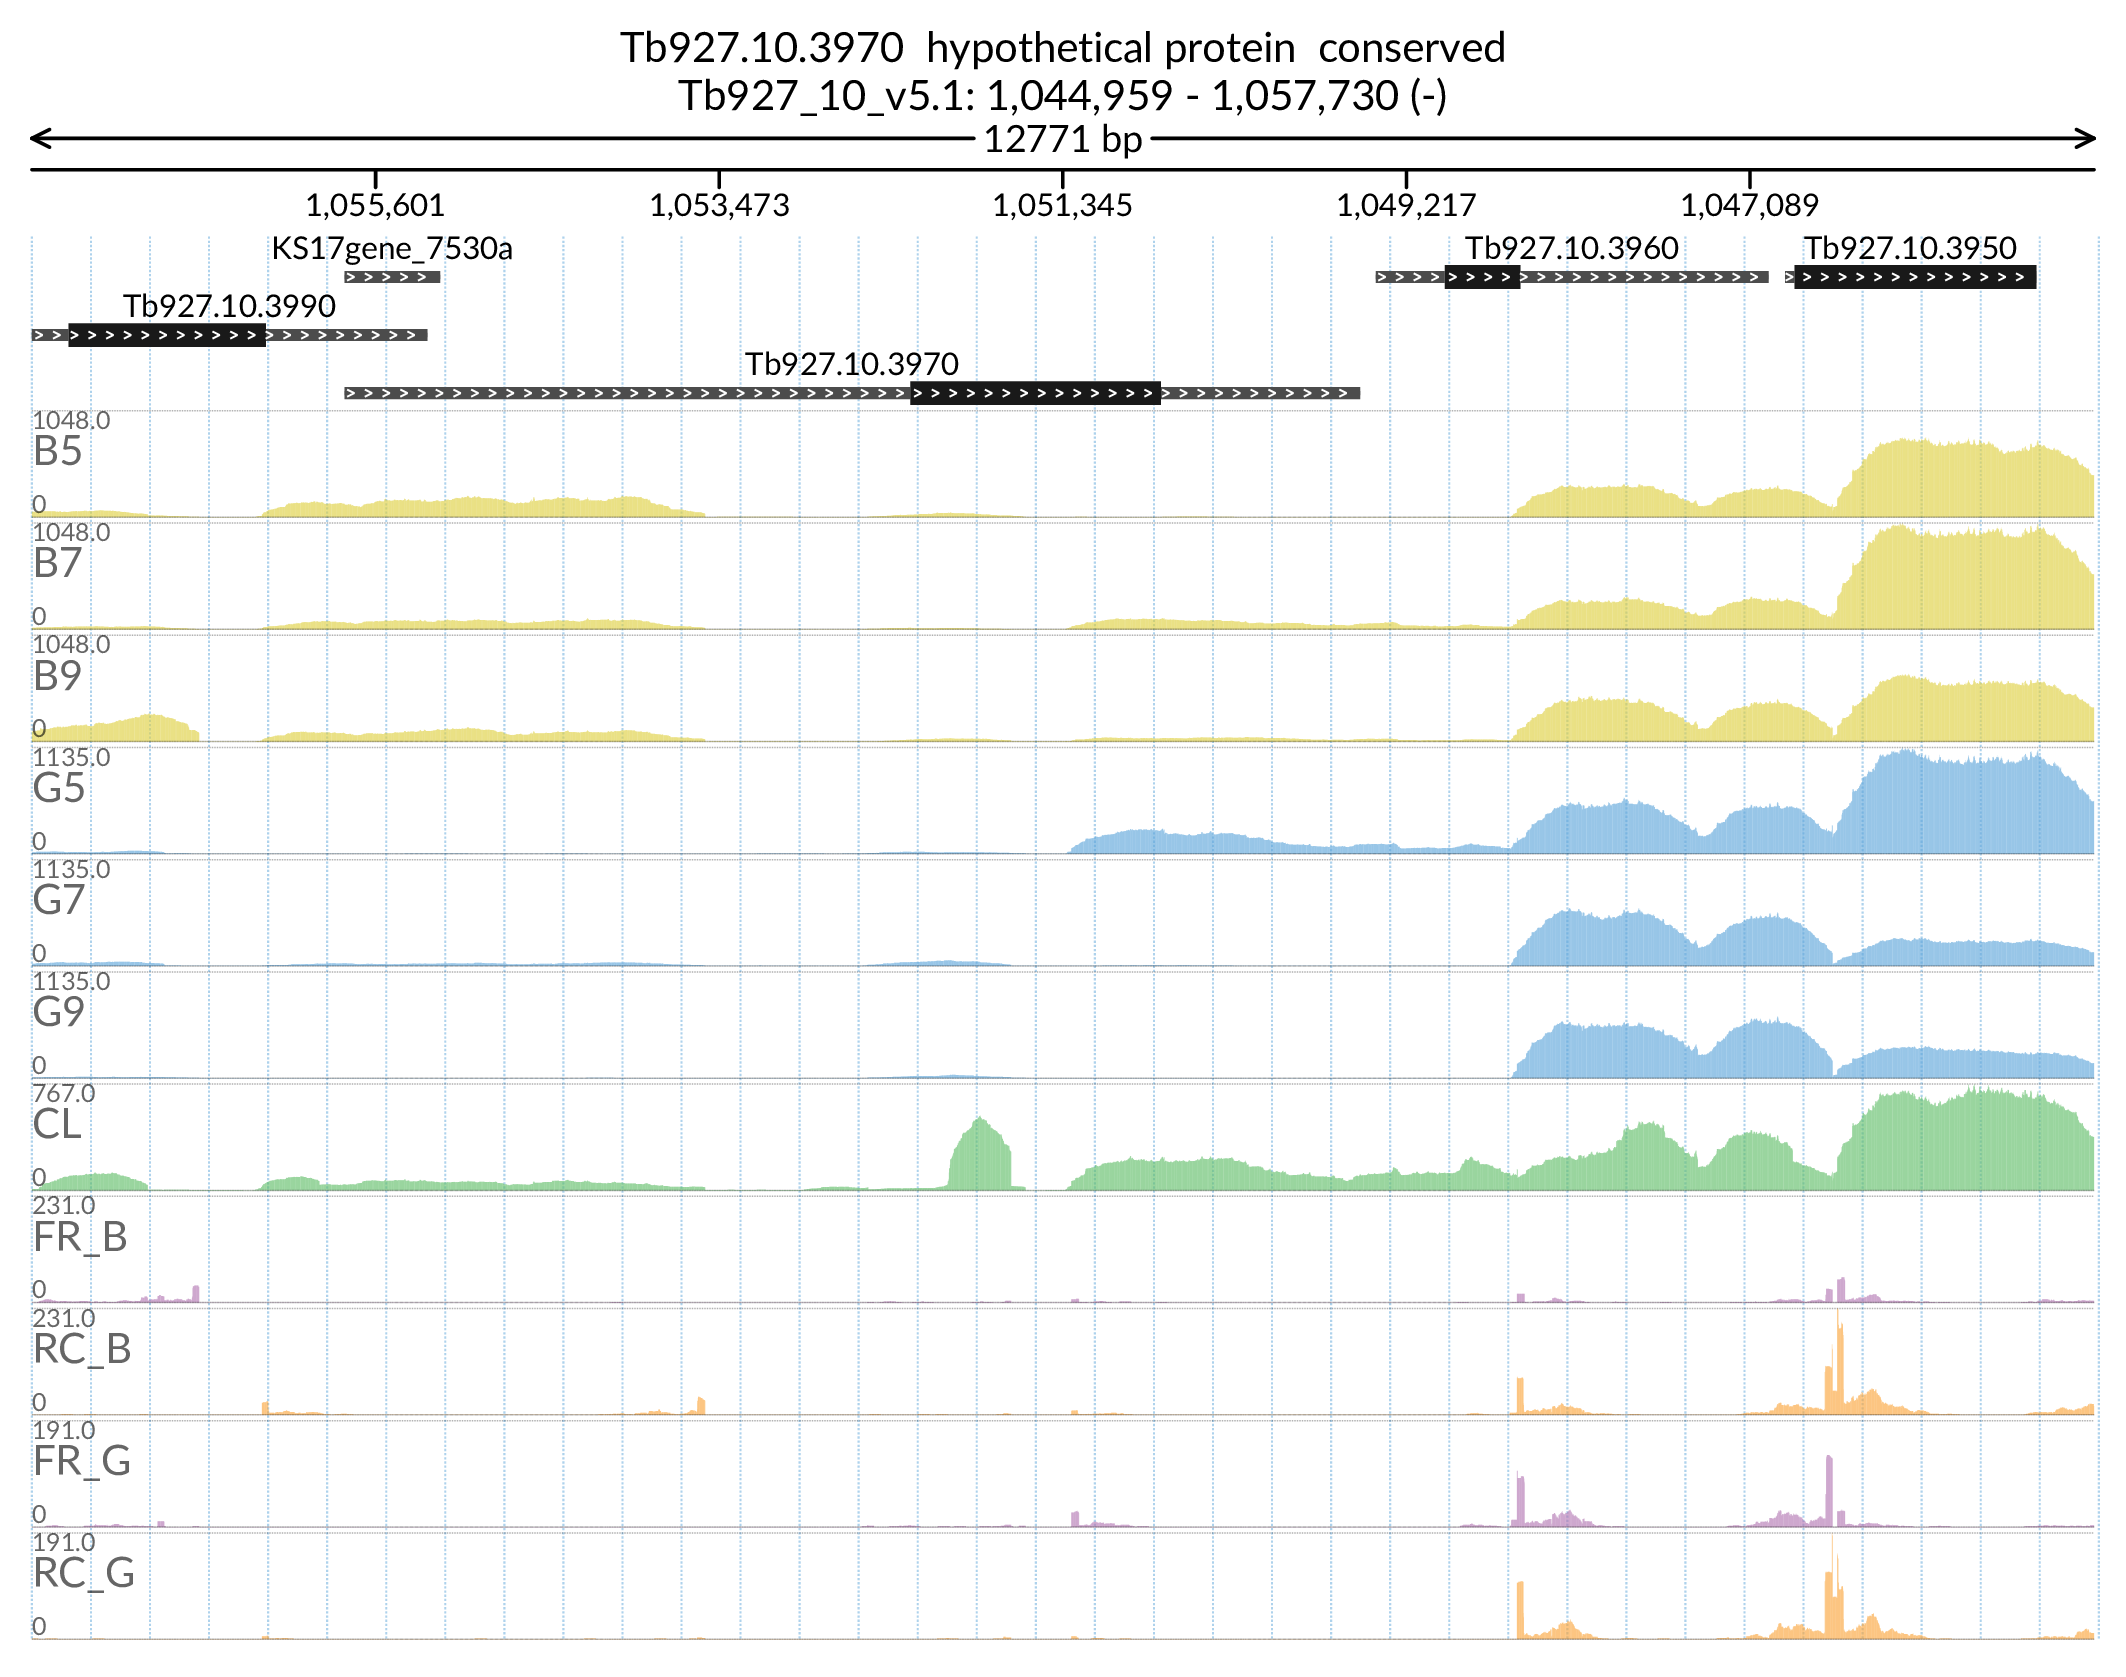 Tb927.10.3970  hypothetical protein  conserved
Tb927_10_v5.1: 1,044,959 - 1,057,730 (-)
12771 bp
1,055,601 1,053,473 1,051,345 1,049,217 1,047,089
KS17gene_7530a Tb927.10.3960 Tb927.10.3950
Tb927.10.3990
Tb927.10.3970
1048.0
B5
0
1048.0
B7
0
1048.0
B9
0
1135.0
G5
0
1135.0
G7
0
1135.0
G9
0
767.0
CL
0
231.0
FR_B
0
231.0
RC_B
0
191.0
FR_G
0
191.0
RC_G
0